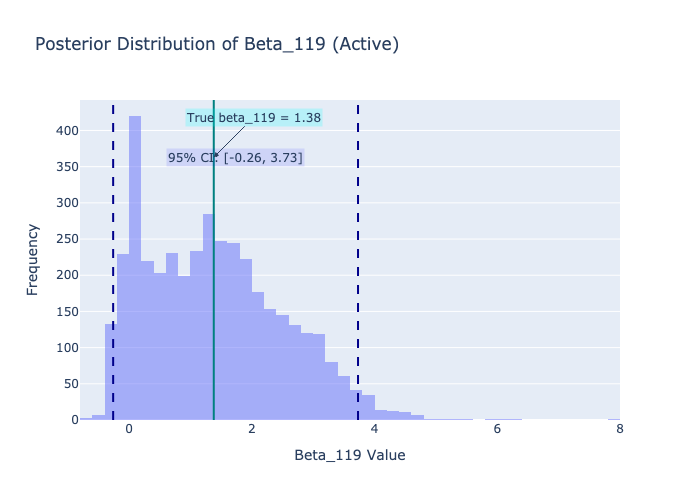 Posterior Distribution of Beta_119 (Active)
True beta_119 = 1.38
95% CI: [-0.26, 3.73]
400
350
300
250
200
150
100
50
0
Frequency
0 2 4 6 8
Beta_119 Value